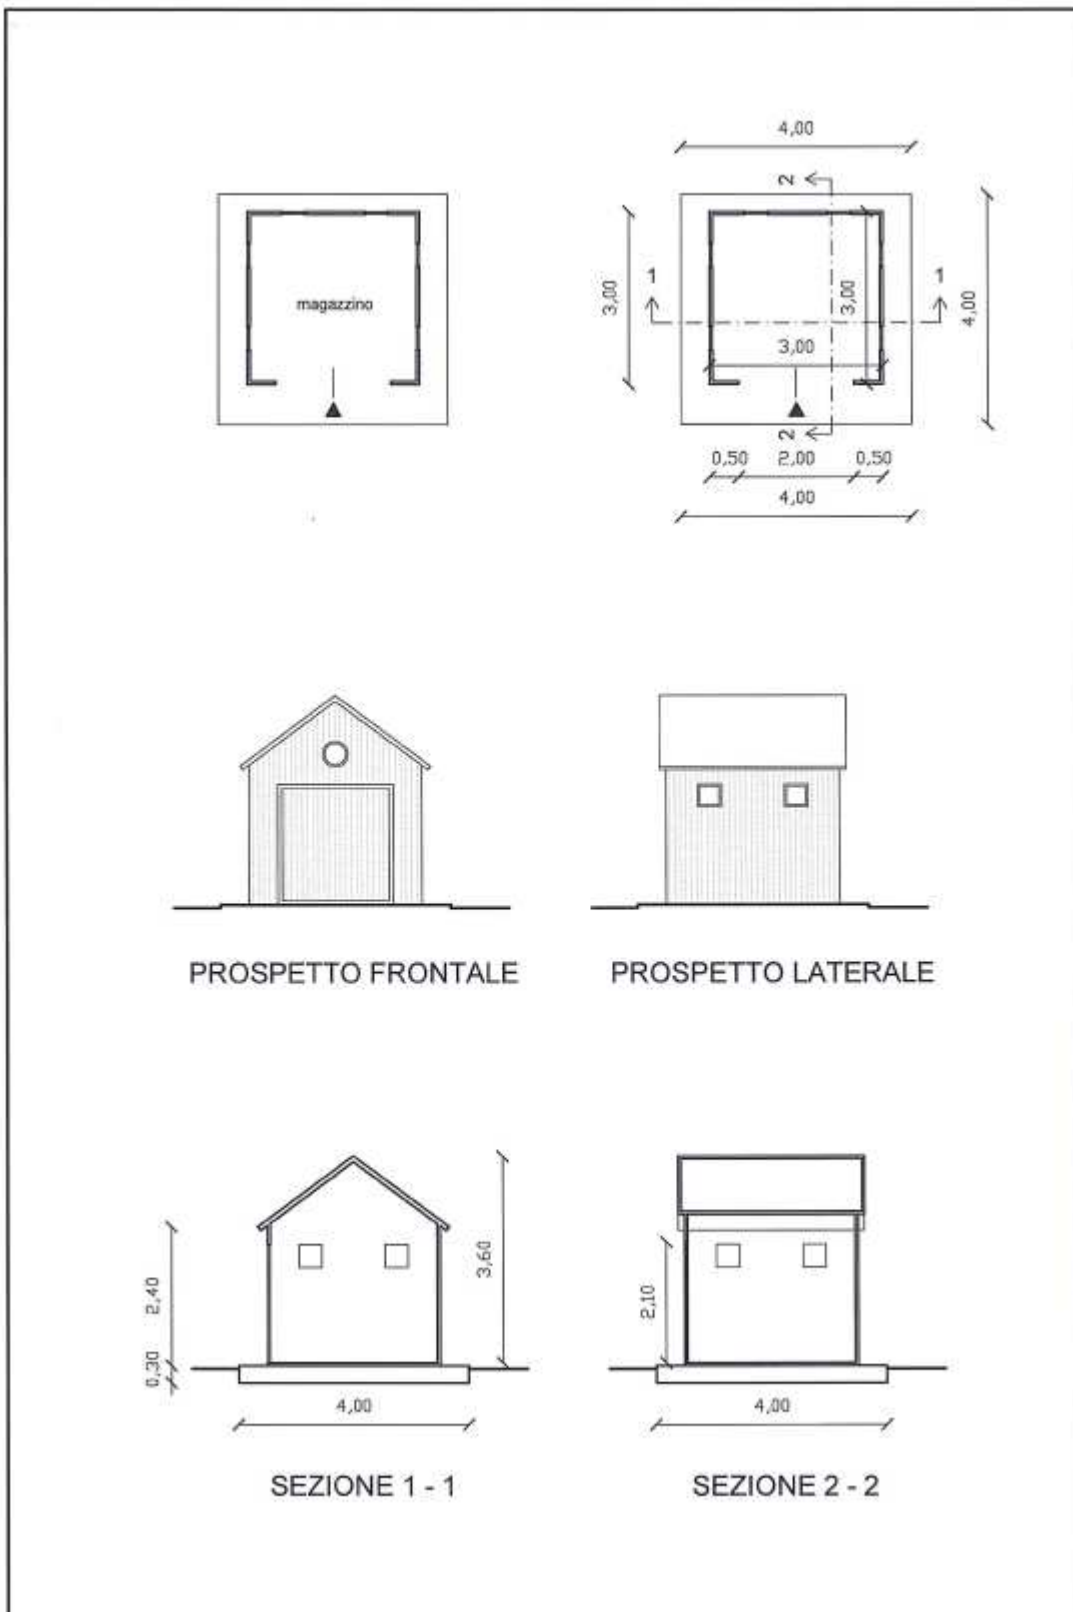 4,00
2
magazzino
3,00
1
3,00
1
4,00
3,00
2
0,50 2,00 0,50
4,00
PROSPETTO FRONTALE
PROSPETTO LATERALE
2,40
0,30
3,60
4,00
2,10
4,00
SEZIONE 1 - 1
SEZIONE 2 - 2